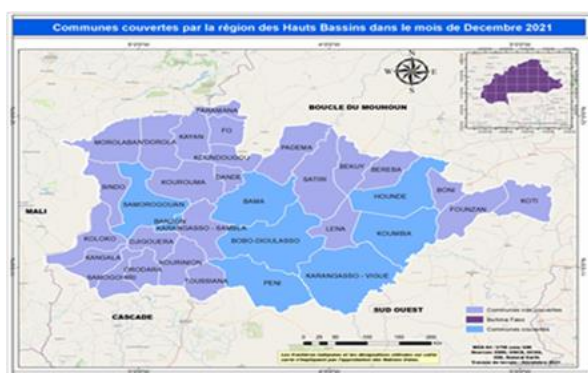 Communes couvertes par la région des Hauts Bassins dans le mois de Decembre 2021
N
W E
S
BOUCLE DU MOUHOUN
FARAMANA
FO
KAYAN
MOROLABA
N'DOROLA
KOUNDOUGOU
PADEMA
BEKUY
BEREBA
SATIRI
DANDE
KOUROUMA
SINDO
HOUNDE
BONI
KOTI
FOUNZAN
MALI
SAMOROGOUAN
BAMA
BANZON
KARANGASSO - SAMBLA
LENA
KOUMBIA
KOLOKO
DJIGOUERA
BOBO-DIOULASSO
KANGALA
ORODARA
KOURINION
SAMOGOHIRI
TOUSSIANA
PENI
KARANGASSO - VIGUE
CASCADE
SUD OUEST
Communes non couvertes
Burkina Faso
Communes couvertes